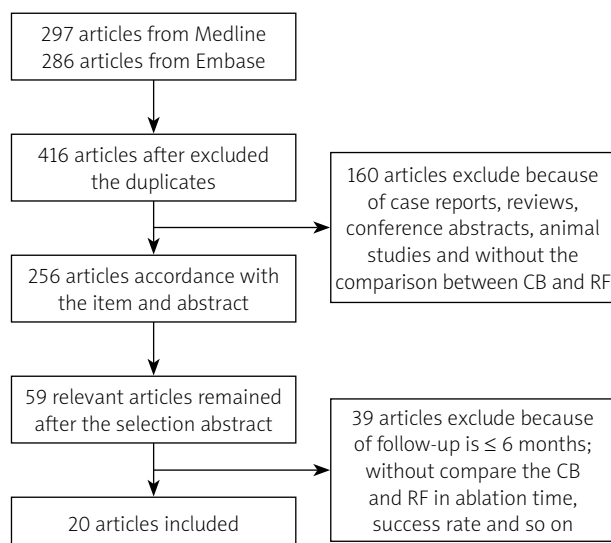 297 articles from Medline
286 articles from Embase
416 articles after excluded
the duplicates
160 articles exclude because
of case reports, reviews,
conference abstracts, animal
studies and without the
comparison between CB and RF
256 articles accordance with
the item and abstract
59 relevant articles remained
after the selection abstract
39 articles exclude because
of follow-up is ≤ 6 months;
without compare the CB
and RF in ablation time,
success rate and so on
20 articles included